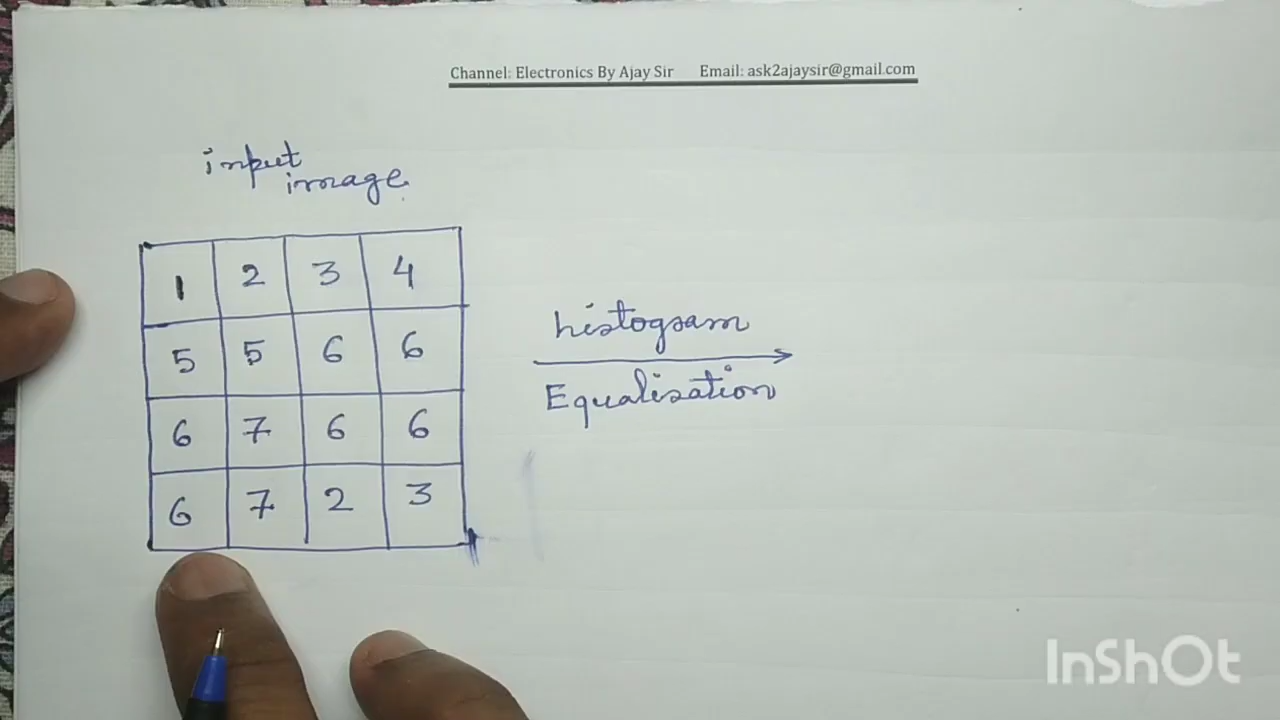 Channel: Electronics By Ajay Sir Email: ask2ajaysir@gmail.com
input
image
1 2 3 4
5 5 6 6
6 7 6 6
6 7 2 3
histogram
Equalisation
InShOt